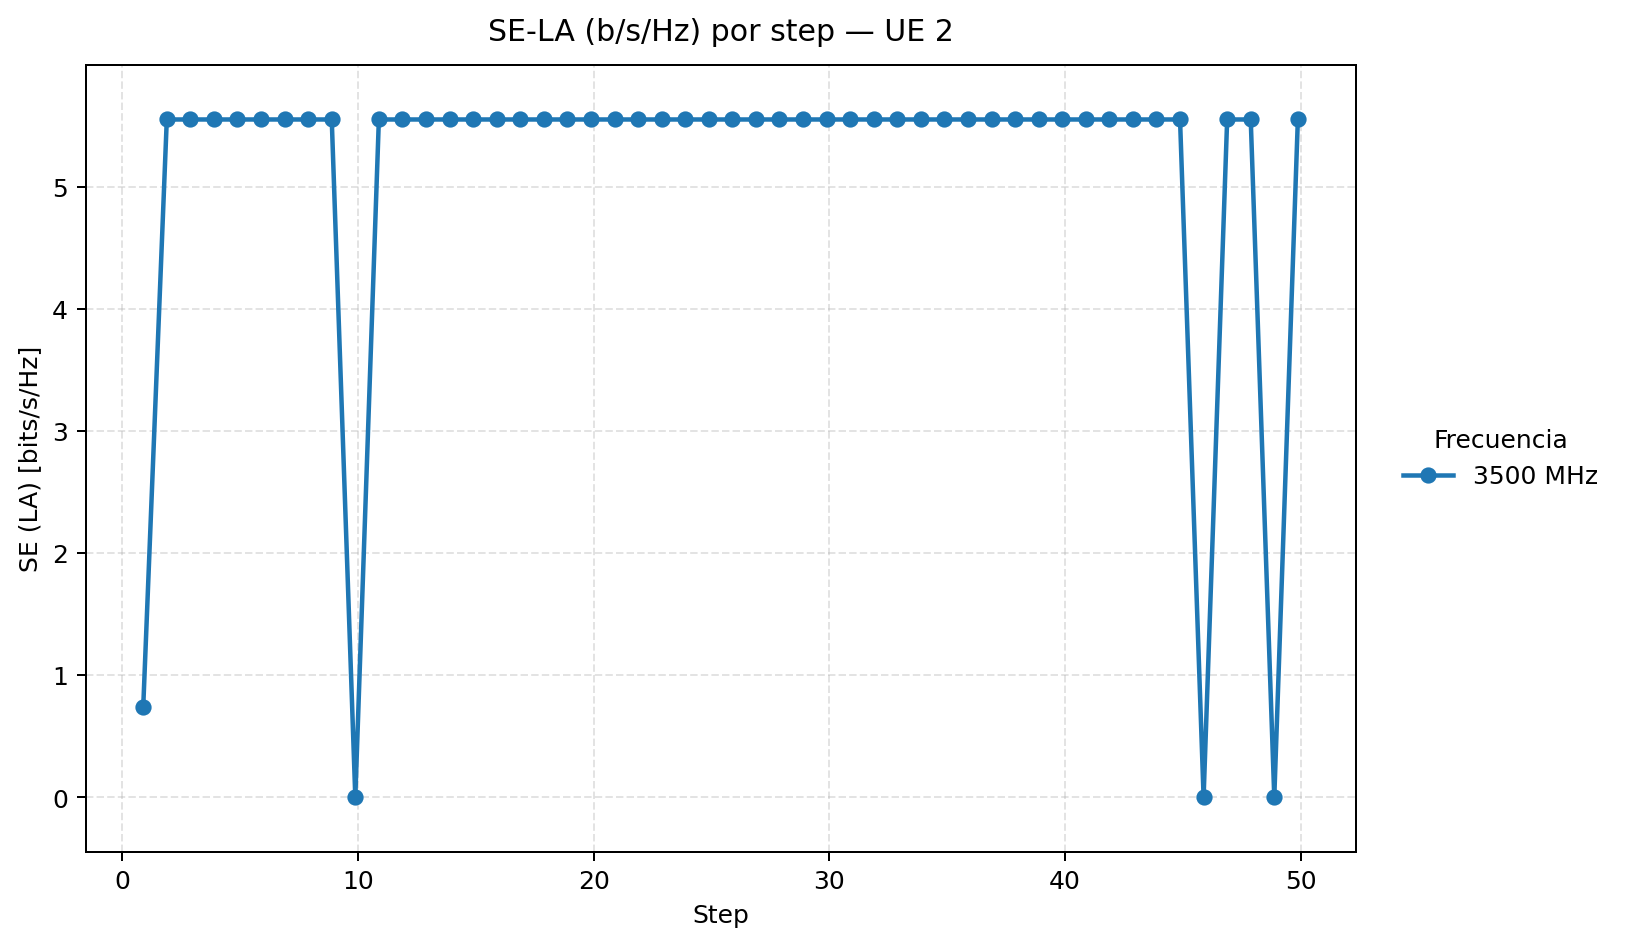 SE-LA (b/s/Hz) por step — UE 2
SE (LA) [bits/s/Hz]
5
4
3
2
1
0
0 10 20 30 40 50
Step
Frecuencia
3500 MHz